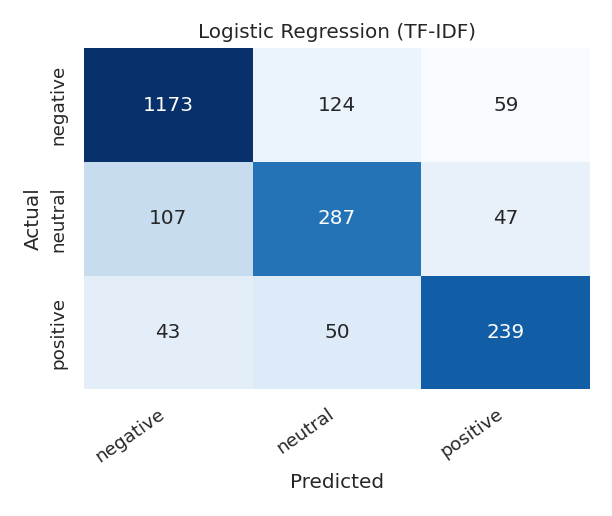 Logistic Regression (TF-IDF)
negative 1173 124 59
neutral 107 287 47
positive 43 50 239
Actual
negative neutral positive
Predicted